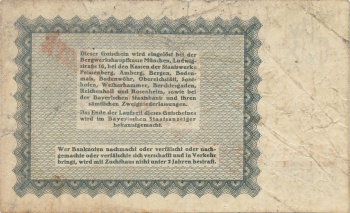 Dieser Gutschein wird eingelöst bei der
Bergwerkshauptkasse München, Ludwig-
straße 16, bei den Kassen der Staatswerke
Peissenberg, Amberg, Bergen, Boden-
mais, Bodenwöhr, Obereichstätt, Sont-
hofen, Weiherhammer, Berchtesgaden,
Reichenhall und Rosenheim, sowie bei
der Bayerischen Staatsbank und ihren
sämtlichen Zweigniederlassungen.
Das Ende der Laufzeit dieses Gutscheines
wird im Bayerischen Staatsanzeiger
bekanntgemacht.
Wer Banknoten nachmacht oder verfälscht oder nach-
gemachte oder verfälschte sich verschafft und in Verkehr
bringt, wird mit Zuchthaus nicht unter 2 Jahren bestraft.